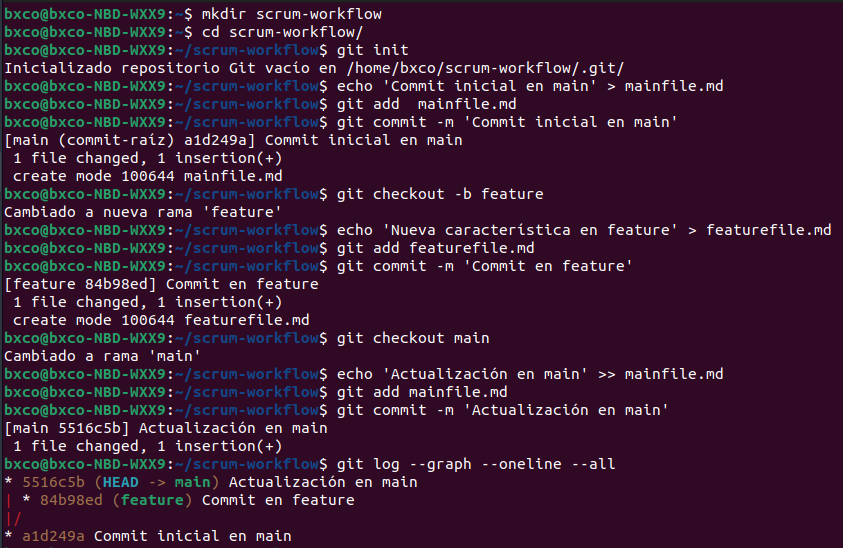 bxco@bxco-NBD-WXX9:~$ mkdir scrum-workflow
bxco@bxco-NBD-WXX9:~$ cd scrum-workflow/
bxco@bxco-NBD-WXX9:~/scrum-workflow$ git init
Inicializado repositorio Git vacío en /home/bxco/scrum-workflow/.git/
bxco@bxco-NBD-WXX9:~/scrum-workflow$ echo 'Commit inicial en main' > mainfile.md
bxco@bxco-NBD-WXX9:~/scrum-workflow$ git add  mainfile.md
bxco@bxco-NBD-WXX9:~/scrum-workflow$ git commit -m 'Commit inicial en main'
[main (commit-raíz) a1d249a] Commit inicial en main
 1 file changed, 1 insertion(+)
 create mode 100644 mainfile.md
bxco@bxco-NBD-WXX9:~/scrum-workflow$ git checkout -b feature
Cambiado a nueva rama 'feature'
bxco@bxco-NBD-WXX9:~/scrum-workflow$ echo 'Nueva característica en feature' > featurefile.md
bxco@bxco-NBD-WXX9:~/scrum-workflow$ git add featurefile.md
bxco@bxco-NBD-WXX9:~/scrum-workflow$ git commit -m 'Commit en feature'
[feature 84b98ed] Commit en feature
 1 file changed, 1 insertion(+)
 create mode 100644 featurefile.md
bxco@bxco-NBD-WXX9:~/scrum-workflow$ git checkout main
Cambiado a rama 'main'
bxco@bxco-NBD-WXX9:~/scrum-workflow$ echo 'Actualización en main' >> mainfile.md
bxco@bxco-NBD-WXX9:~/scrum-workflow$ git add mainfile.md
bxco@bxco-NBD-WXX9:~/scrum-workflow$ git commit -m 'Actualización en main'
[main 5516c5b] Actualización en main
 1 file changed, 1 insertion(+)
bxco@bxco-NBD-WXX9:~/scrum-workflow$ git log --graph --oneline --all
* 5516c5b (HEAD -> main) Actualización en main
| * 84b98ed (feature) Commit en feature
|/
* a1d249a Commit inicial en main